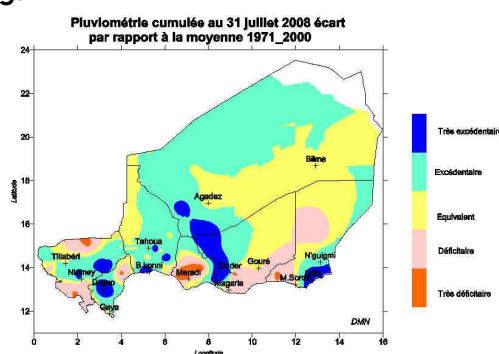 g.
Pluviométrie cumulée au 31 juillet 2008 écart
par rapport à la moyenne 1971_2000
24
22
20
18
16
14
12
Latitude
Bilma
Agadez
Tahoua
Tillabéri
Niamey
B.konni
Dosso
Gaya
Maradi
Zinder
Magaria
Gouré
M.Soroa
N'guigmi
Diffa
DMN
0 2 4 6 8 10 12 14 16
Longitude
Très excédentaire
Excédentaire
Equivalent
Déficitaire
Très déficitaire